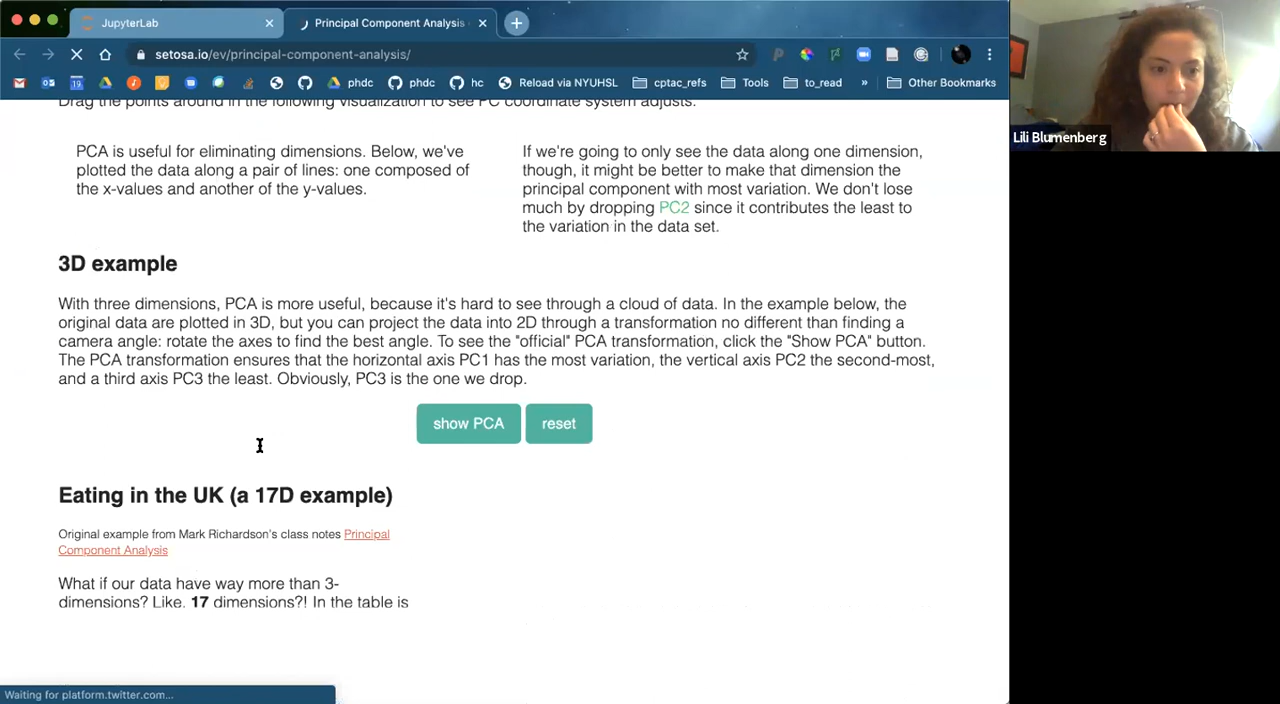 JupyterLab
Principal Component Analysis
setosa.io/ev/principal-component-analysis/
phdc
phdc
hc
Reload via NYUHSL
cptac_refs
Tools
to_read
»
Other Bookmarks
Lili Blumenberg
Drag the points around in the following visualization to see PC coordinate system adjusts.
PCA is useful for eliminating dimensions. Below, we've
plotted the data along a pair of lines: one composed of
the x-values and another of the y-values.
If we're going to only see the data along one dimension,
though, it might be better to make that dimension the
principal component with most variation. We don't lose
much by dropping PC2 since it contributes the least to
the variation in the data set.
3D example
With three dimensions, PCA is more useful, because it's hard to see through a cloud of data. In the example below, the
original data are plotted in 3D, but you can project the data into 2D through a transformation no different than finding a
camera angle: rotate the axes to find the best angle. To see the "official" PCA transformation, click the "Show PCA" button.
The PCA transformation ensures that the horizontal axis PC1 has the most variation, the vertical axis PC2 the second-most,
and a third axis PC3 the least. Obviously, PC3 is the one we drop.
show PCA
reset
Eating in the UK (a 17D example)
Original example from Mark Richardson's class notes Principal
Component Analysis
What if our data have way more than 3-
dimensions? Like, 17 dimensions?! In the table is
Waiting for platform.twitter.com...